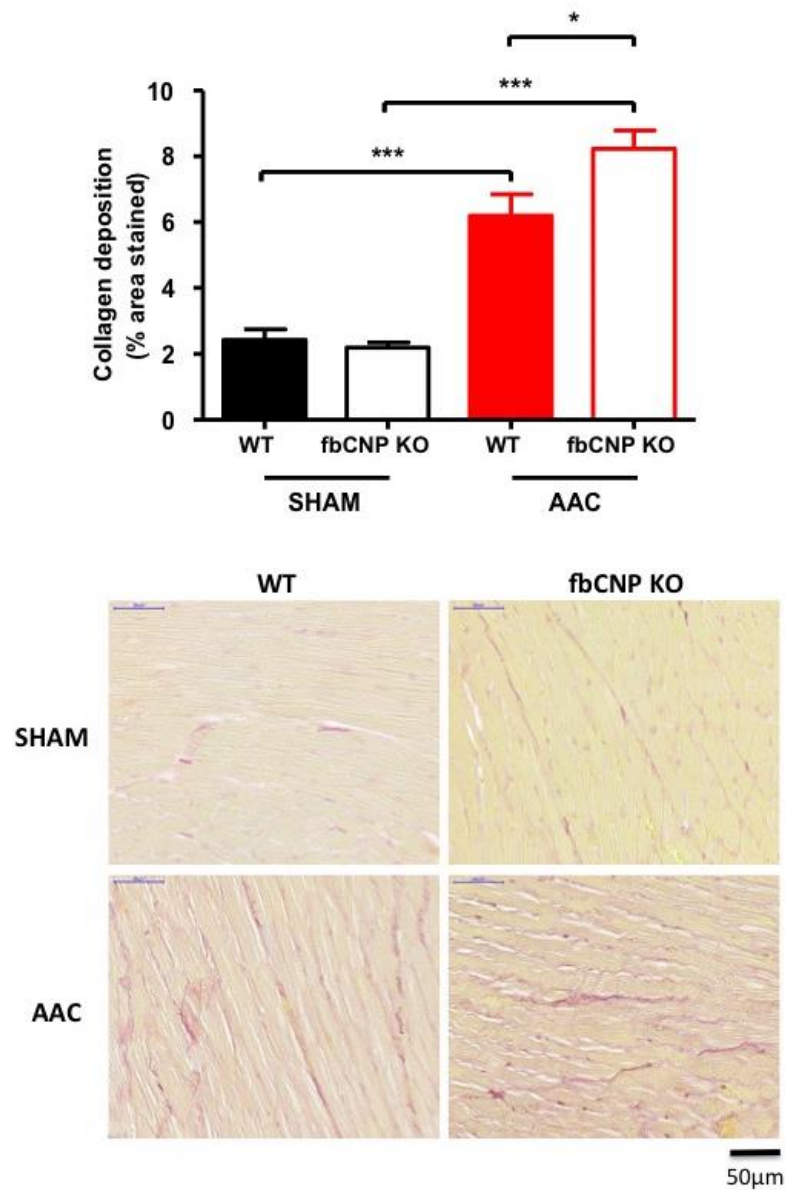 *
***
***
10
8
6
4
2
0
Collagen deposition
(% area stained)
WT fbCNP KO WT fbCNP KO
SHAM AAC
WT fbCNP KO
SHAM
AAC
50µm